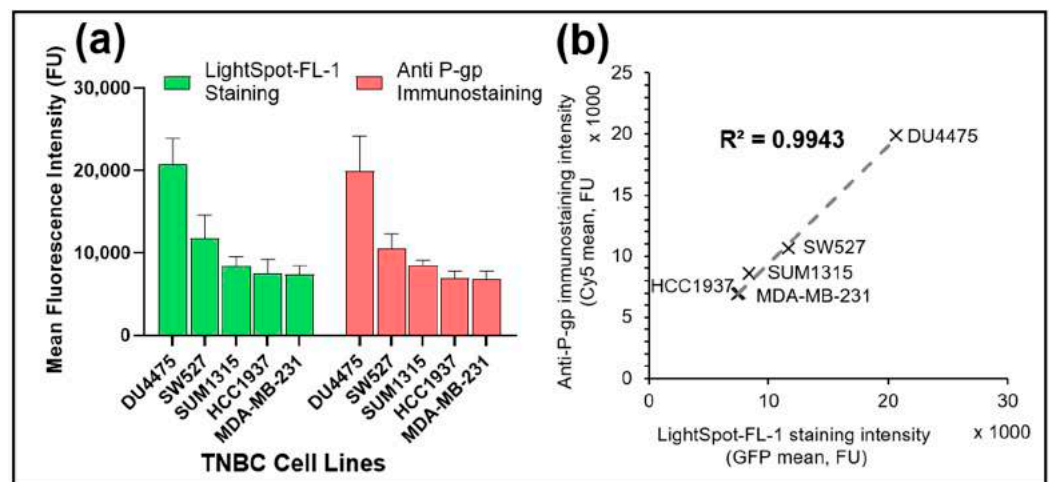 (a)
LightSpot-FL-1
Staining
Anti P-gp
Immunostaining
Mean Fluorescence Intensity (FU)
30,000
20,000
10,000
0
DU4475
SW527
SUM1315
HCC1937
MDA-MB-231
DU4475
SW527
SUM1315
HCC1937
MDA-MB-231
TNBC Cell Lines
(b)
Anti-P-gp immunostaining intensity
(Cy5 mean, FU)
x 1000
25
20
15
10
5
0
R² = 0.9943
DU4475
SW527
SUM1315
HCC1937
MDA-MB-231
0
10
20
30
LightSpot-FL-1 staining intensity
(GFP mean, FU)
x 1000